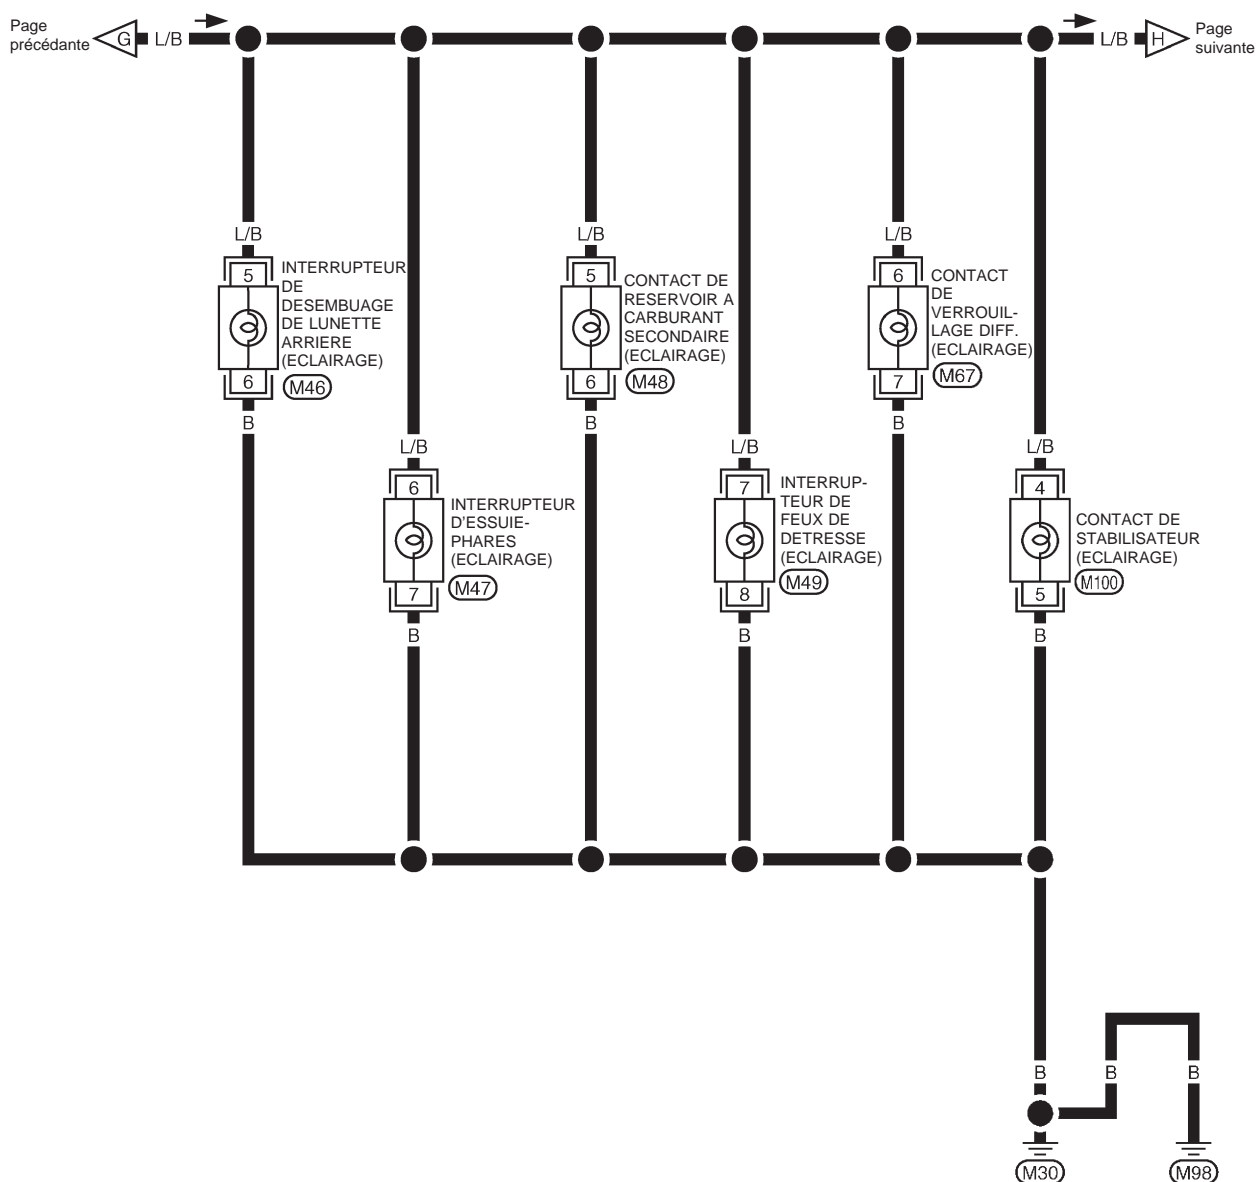 Page
précédante
G
L/B
L/B
H
Page
suivante
L/B
L/B
L/B
5
INTERRUPTEUR
DE
DESEMBUAGE
DE LUNETTE
ARRIERE
(ECLAIRAGE)
6
M46
B
5
CONTACT DE
RESERVOIR A
CARBURANT
SECONDAIRE
(ECLAIRAGE)
6
M48
B
6
CONTACT
DE
VERROUIL-
LAGE DIFF.
(ECLAIRAGE)
7
M67
B
L/B
L/B
L/B
6
INTERRUPTEUR
D'ESSUIE-
PHARES
(ECLAIRAGE)
7
M47
B
7
INTERRUP-
TEUR DE
FEUX DE
DETRESSE
(ECLAIRAGE)
8
M49
B
4
CONTACT DE
STABILISATEUR
(ECLAIRAGE)
5
M100
B
B
B
B
M30
M98